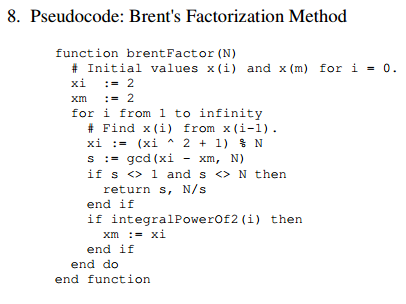 8. Pseudocode: Brent's Factorization Method
function brentFactor(N)
# Initial values x(i) and x(m) for i = 0.
xi := 2
xm := 2
for i from 1 to infinity
# Find x(i) from x(i-1).
xi := (xi ^ 2 + 1) % N
s := gcd(xi - xm, N)
if s <> 1 and s <> N then
return s, N/s
end if
if integralPowerOf2(i) then
xm := xi
end if
end do
end function